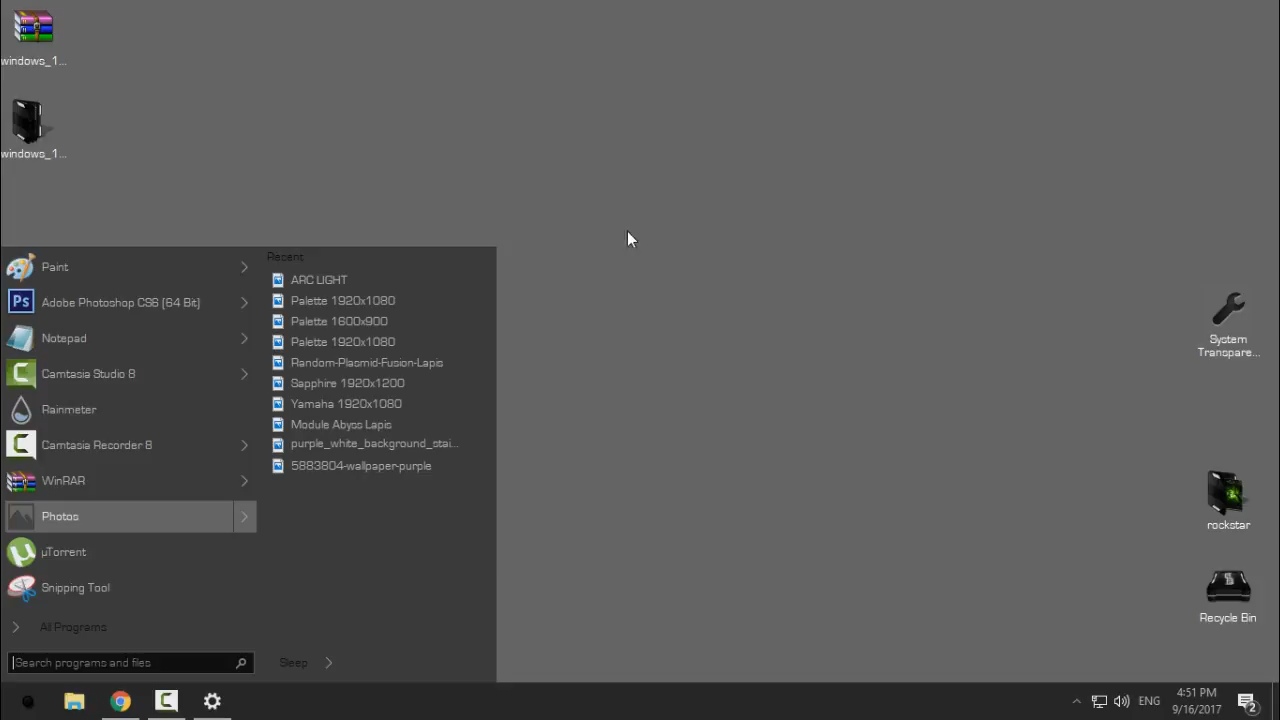 windows_1...
windows_1...
Paint
Ps Adobe Photoshop CS6 (64 Bit)
Notepad
Camtasia Studio 8
Rainmeter
Camtasia Recorder 8
WinRAR
Photos
µTorrent
Snipping Tool
All Programs
Search programs and files
Recent
ARC LIGHT
Palette 1920x1080
Palette 1600x900
Palette 1920x1080
Random-Plasmid-Fusion-Lapis
Sapphire 1920x1200
Yamaha 1920x1080
Module Abyss Lapis
purple_white_background_stai...
5883804-wallpaper-purple
Sleep
System
Transpare...
rockstar
Recycle Bin
ENG
4:51 PM
9/16/2017
2